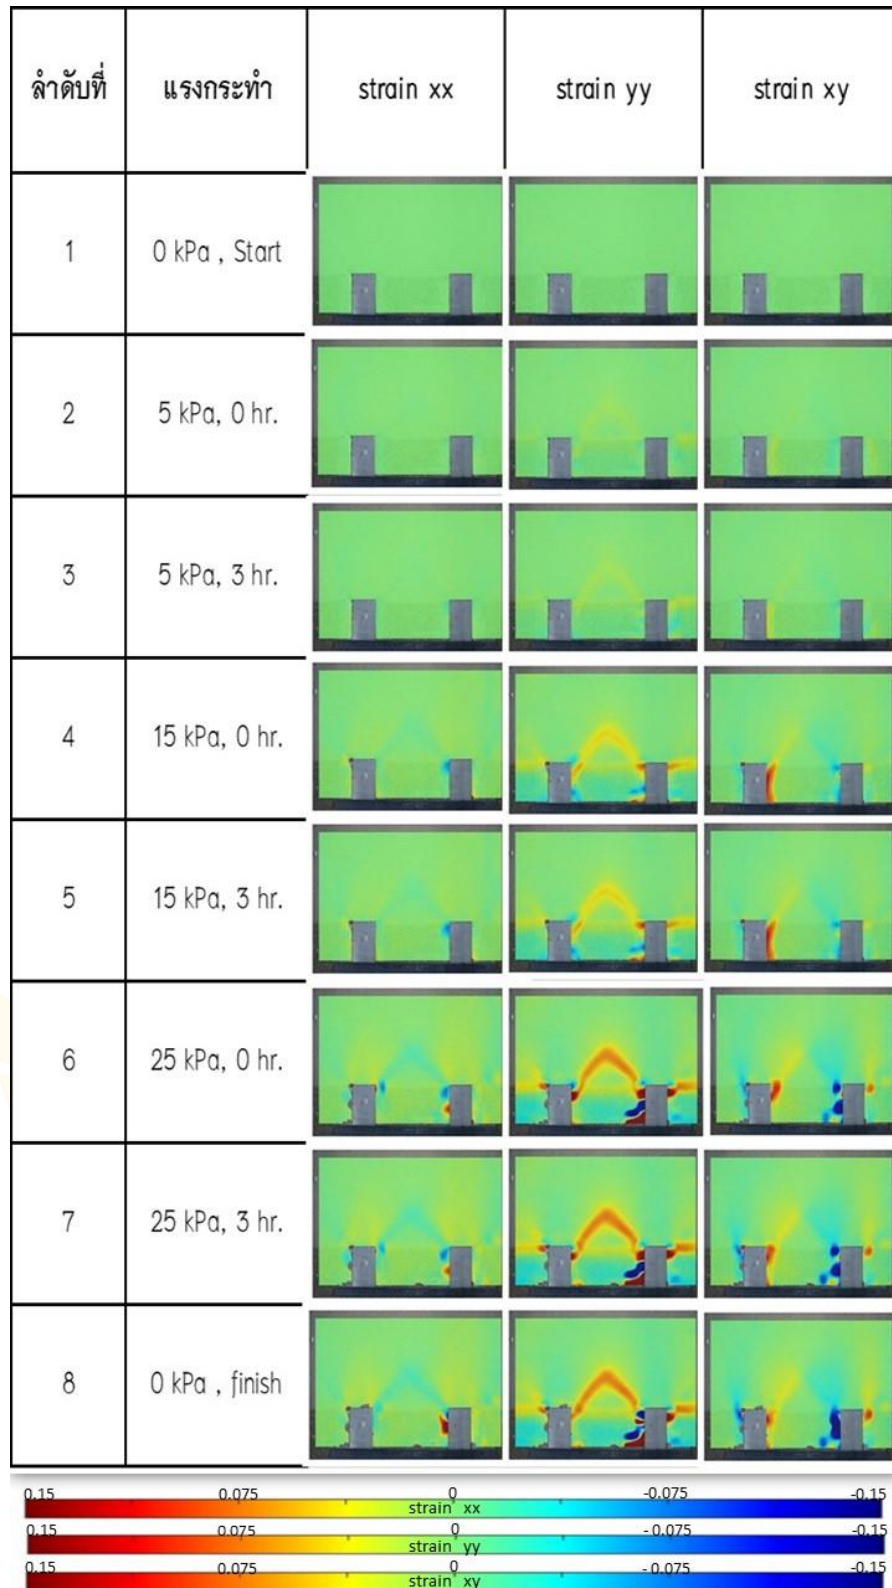 ลำดับที่ แรงกระทำ strain xx strain yy strain xy
1 0 kPa , Start
2 5 kPa, 0 hr.
3 5 kPa, 3 hr.
4 15 kPa, 0 hr.
5 15 kPa, 3 hr.
6 25 kPa, 0 hr.
7 25 kPa, 3 hr.
8 0 kPa , finish
0.15 0.075 0 -0.075 -0.15
strain xx
0.15 0.075 0 -0.075 -0.15
strain yy
0.15 0.075 0 -0.075 -0.15
strain xy